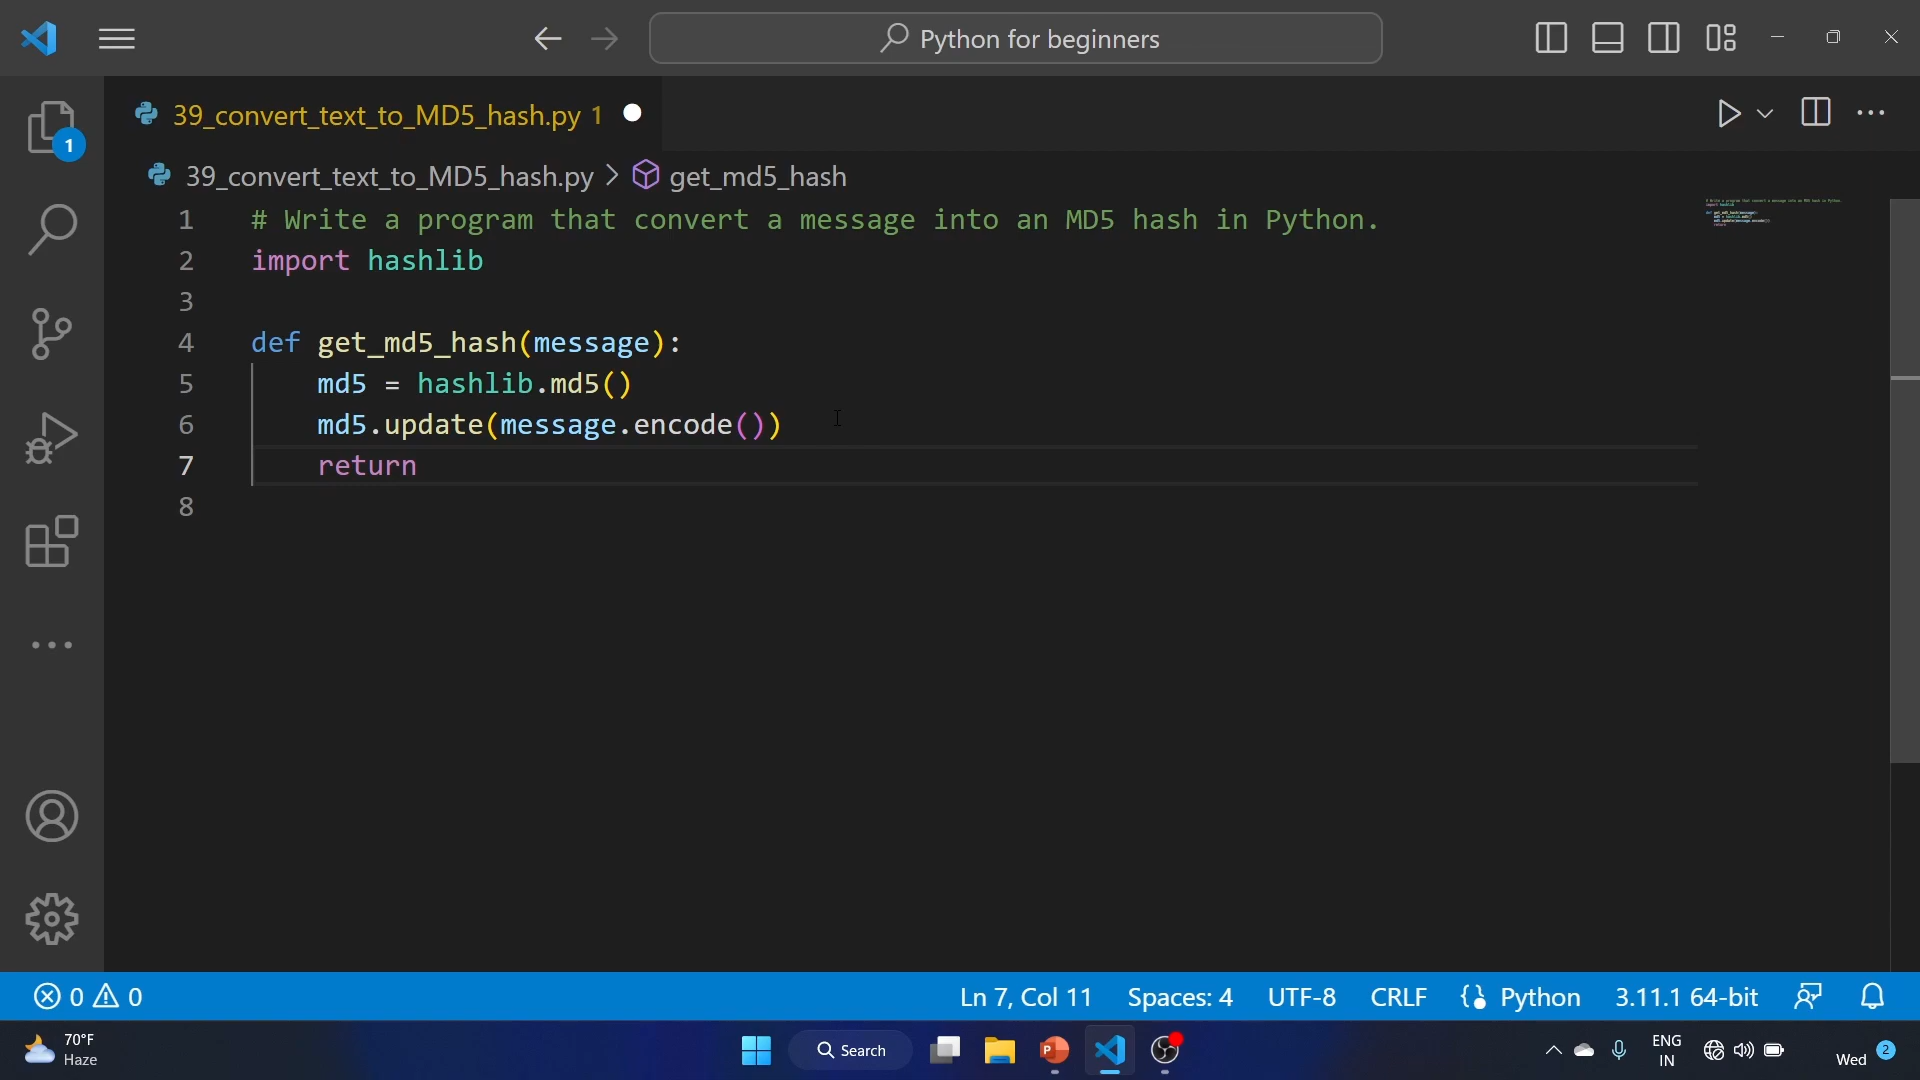 Python for beginners
39_convert_text_to_MD5_hash.py 1
1
39_convert_text_to_MD5_hash.py > get_md5_hash
1 # Write a program that convert a message into an MD5 hash in Python.
2 import hashlib
3
4 def get_md5_hash(message):
5     md5 = hashlib.md5()
6     md5.update(message.encode())
7     return
8
0 0 Ln 7, Col 11 Spaces: 4 UTF-8 CRLF Python 3.11.1 64-bit
70°F
Haze
Search
P
ENG
IN
Wed 2